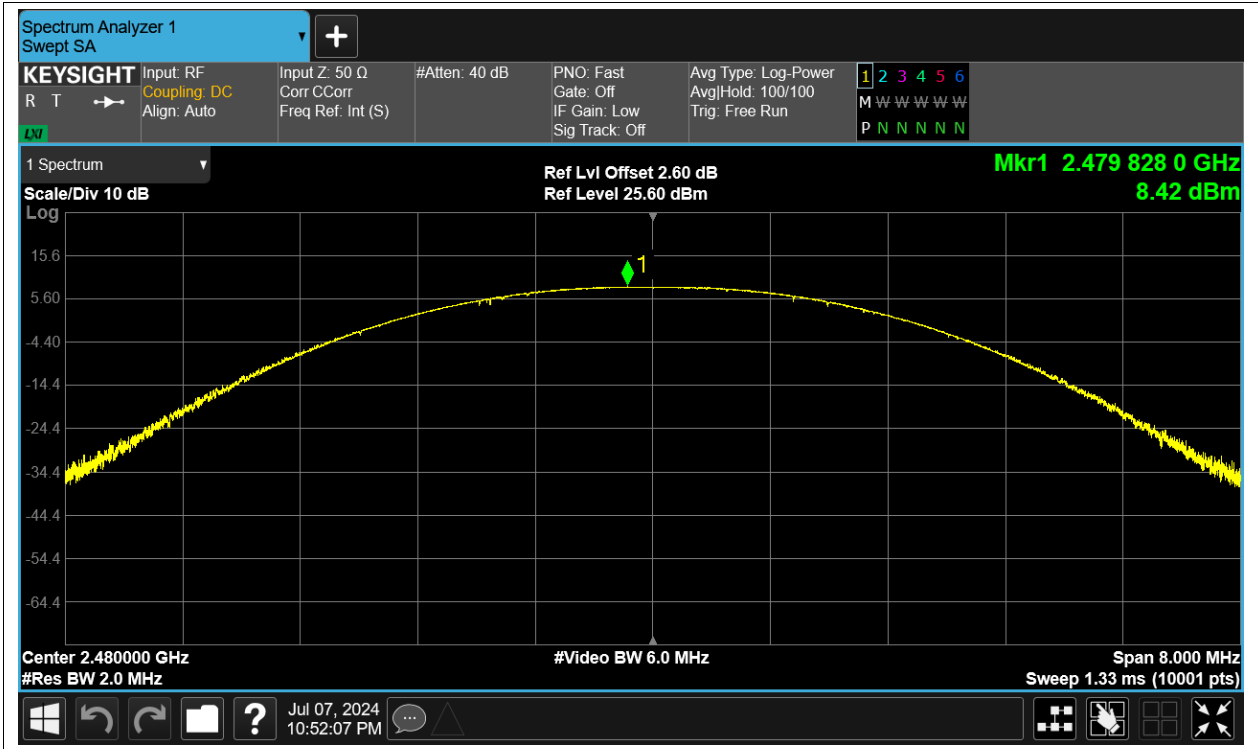 Spectrum Analyzer 1
Swept SA
KEYSIGHT
R T
LXI
Input: RF
Coupling: DC
Align: Auto
Input Z: 50 Ω
Corr CCorr
Freq Ref: Int (S)
#Atten: 40 dB
PNO: Fast
Gate: Off
IF Gain: Low
Sig Track: Off
Avg Type: Log-Power
Avg|Hold: 100/100
Trig: Free Run
1 2 3 4 5 6
M W W W W W
P N N N N N
1 Spectrum
Scale/Div 10 dB
Log
Ref Lvl Offset 2.60 dB
Ref Level 25.60 dBm
Mkr1 2.479 828 0 GHz
8.42 dBm
1
15.6
5.60
-4.40
-14.4
-24.4
-34.4
-44.4
-54.4
-64.4
Center 2.480000 GHz
#Res BW 2.0 MHz
#Video BW 6.0 MHz
Span 8.000 MHz
Sweep 1.33 ms (10001 pts)
?
Jul 07, 2024
10:52:07 PM